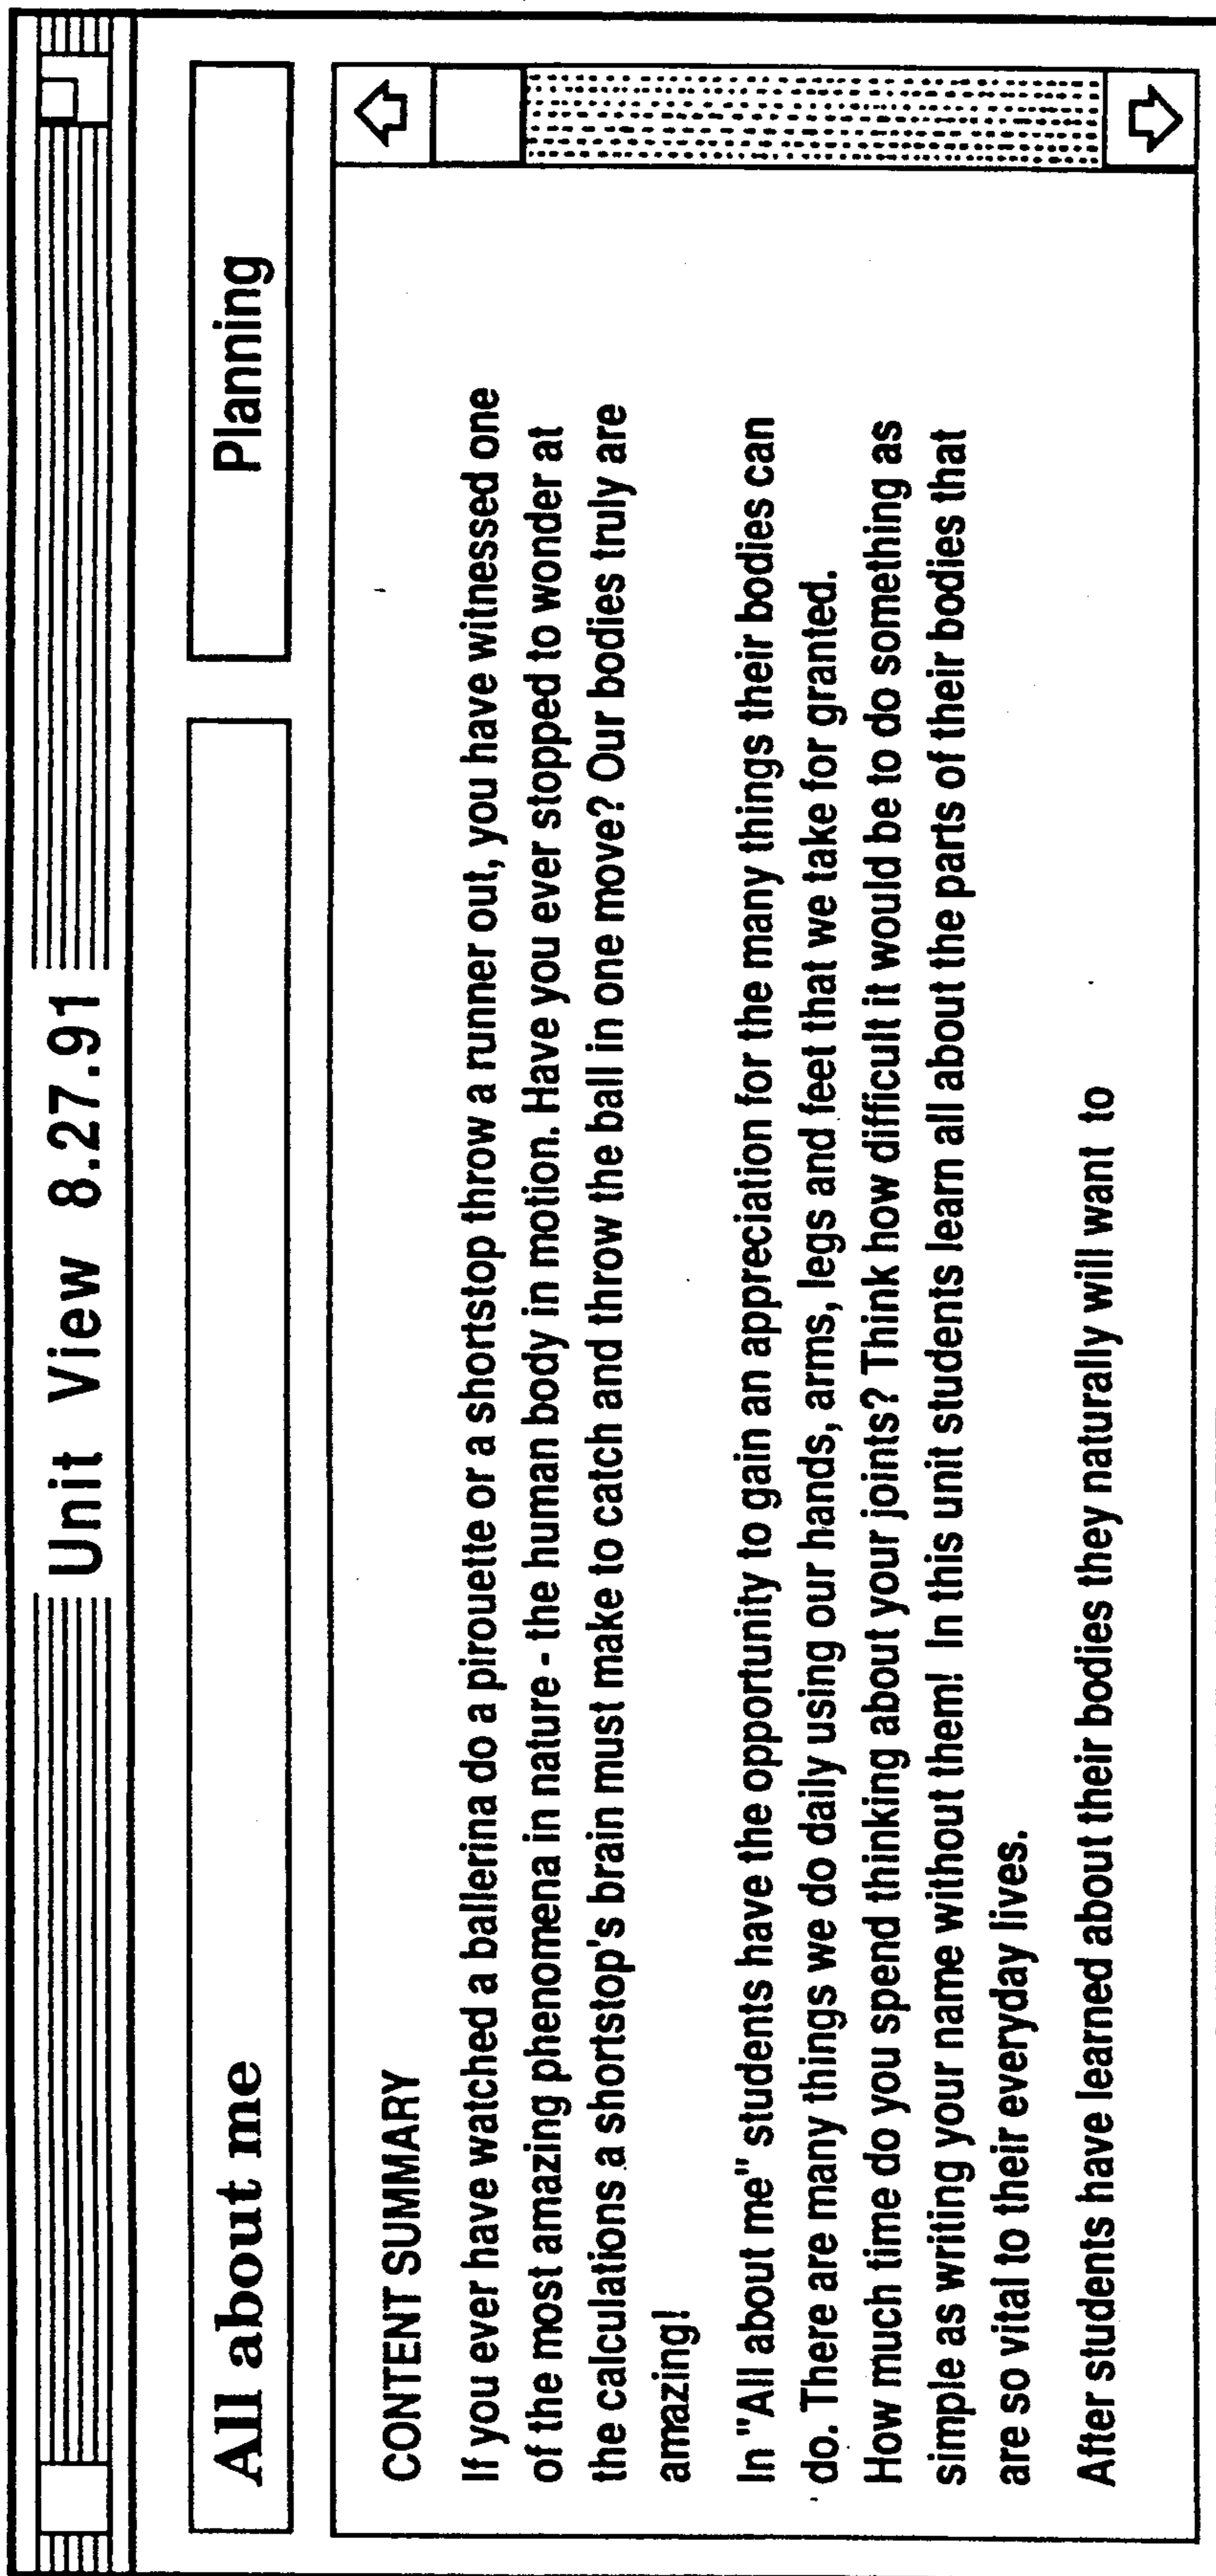 Unit View 8.27.91
All about me
Planning
CONTENT SUMMARY
If you ever have watched a ballerina do a pirouette or a shortstop throw a runner out, you have witnessed one
of the most amazing phenomena in nature - the human body in motion. Have you ever stopped to wonder at
the calculations a shortstop's brain must make to catch and throw the ball in one move? Our bodies truly are
amazing!
In "All about me" students have the opportunity to gain an appreciation for the many things their bodies can
do. There are many things we do daily using our hands, arms, legs and feet that we take for granted.
How much time do you spend thinking about your joints? Think how difficult it would be to do something as
simple as writing your name without them! In this unit students learn all about the parts of their bodies that
are so vital to their everyday lives.
After students have learned about their bodies they naturally will want to